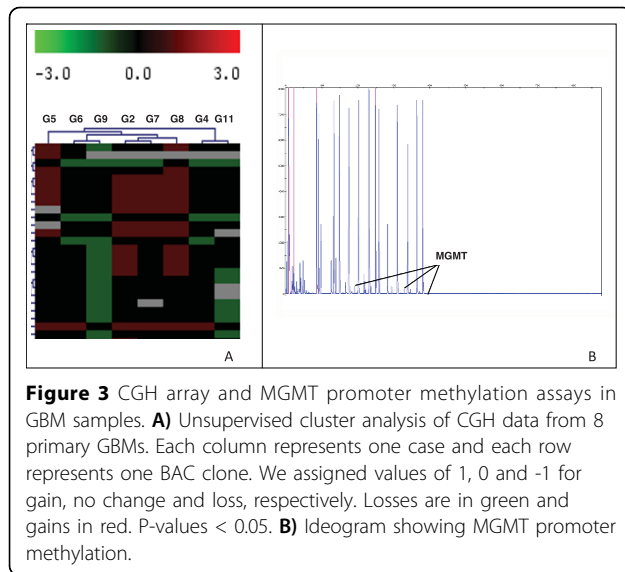 -3.0 0.0 3.0
G5 G6 G9 G2 G7 G8 G4 G11
A
MGMT
B
Figure 3 CGH array and MGMT promoter methylation assays in
GBM samples. A) Unsupervised cluster analysis of CGH data from 8
primary GBMs. Each column represents one case and each row
represents one BAC clone. We assigned values of 1, 0 and -1 for
gain, no change and loss, respectively. Losses are in green and
gains in red. P-values < 0.05. B) Ideogram showing MGMT promoter
methylation.